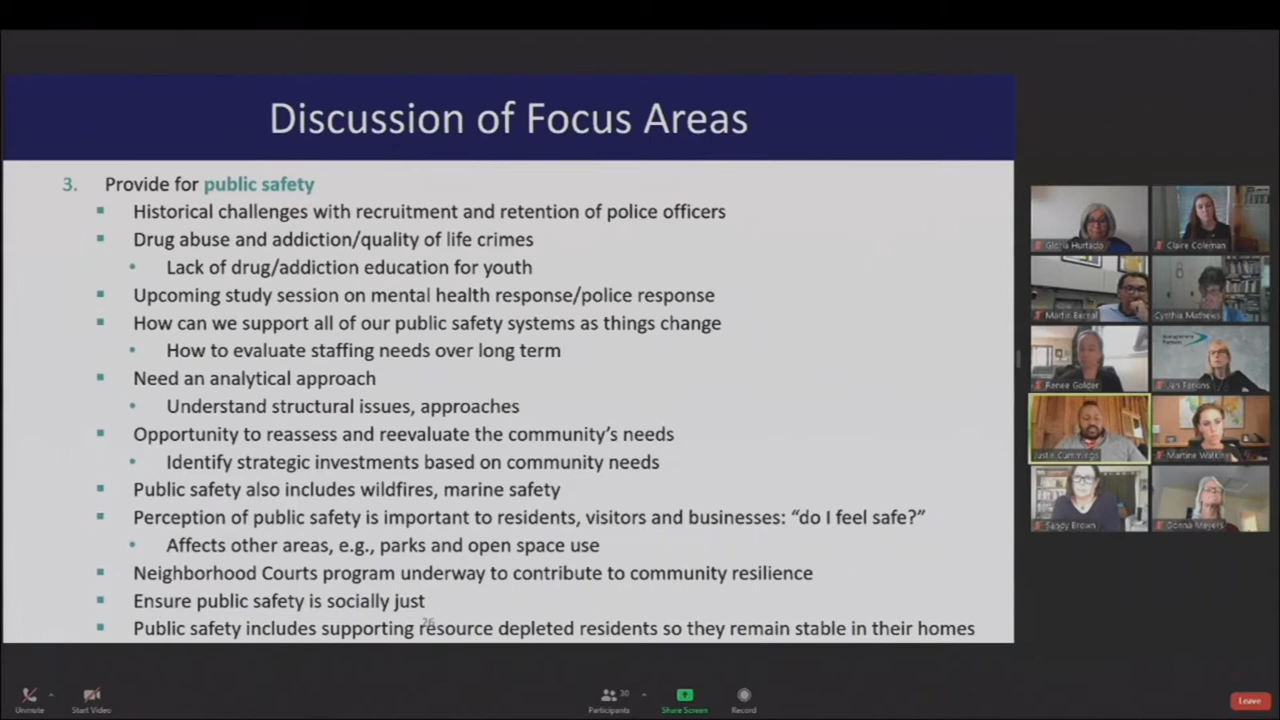 Discussion of Focus Areas
3. Provide for public safety
Historical challenges with recruitment and retention of police officers
Drug abuse and addiction/quality of life crimes
Lack of drug/addiction education for youth
Upcoming study session on mental health response/police response
How can we support all of our public safety systems as things change
How to evaluate staffing needs over long term
Need an analytical approach
Understand structural issues, approaches
Opportunity to reassess and reevaluate the community's needs
Identify strategic investments based on community needs
Public safety also includes wildfires, marine safety
Perception of public safety is important to residents, visitors and businesses: “do I feel safe?”
Affects other areas, e.g., parks and open space use
Neighborhood Courts program underway to contribute to community resilience
Ensure public safety is socially just
26
Public safety includes supporting resource depleted residents so they remain stable in their homes
Gloria Hurtado
Claire Coleman
Martin Bernal
Cynthia Mathews
Renee Golder
Jan Perkins
Justin Cummings
Martine Watkins
Sandy Brown
Donna Meyers
Unmute
Start Video
30
Participants
Share Screen
Record
Leave